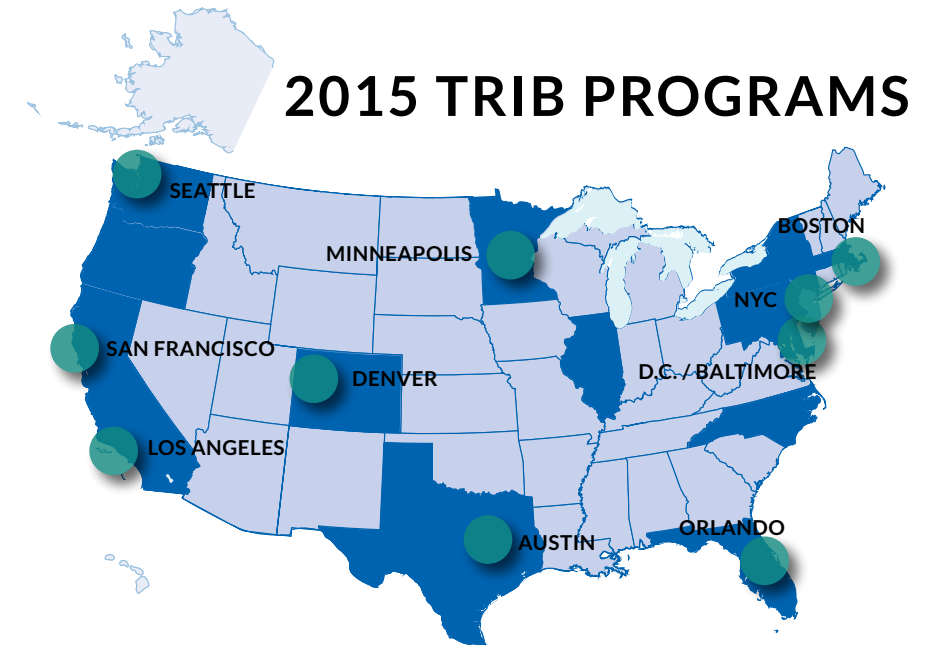 2015 TRIB PROGRAMS
SEATTLE
BOSTON
MINNEAPOLIS
NYC
SAN FRANCISCO
D.C. / BALTIMORE
DENVER
LOS ANGELES
ORLANDO
AUSTIN